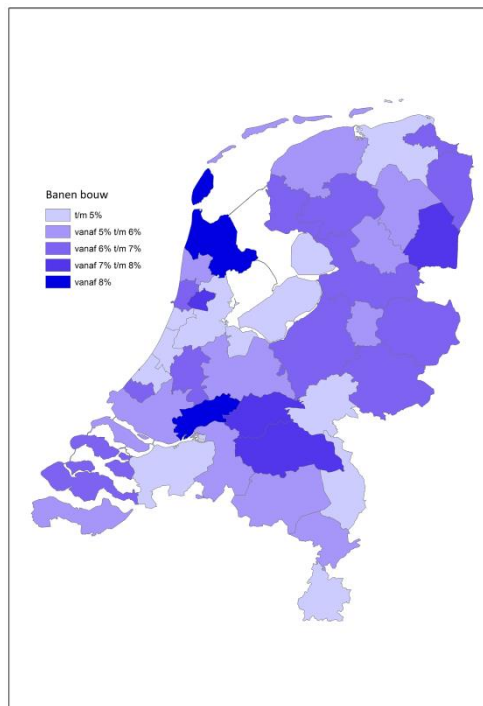 Banen bouw
t/m 5%
vanaf 5% t/m 6%
vanaf 6% t/m 7%
vanaf 7% t/m 8%
vanaf 8%